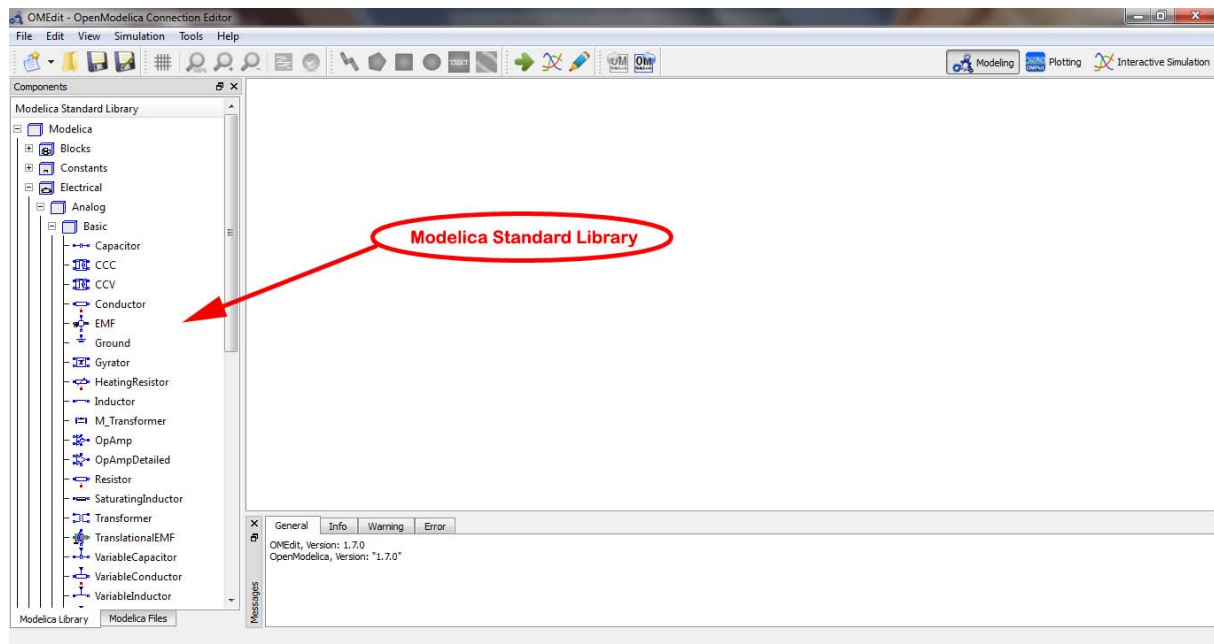 OMEdit - OpenModelica Connection Editor
File Edit View Simulation Tools Help
Modeling Plotting Interactive Simulation
Components
Modelica Standard Library
Modelica
Blocks
Constants
Electrical
Analog
Basic
Capacitor
CCC
CCV
Conductor
EMF
Ground
Gyrator
HeatingResistor
Inductor
M_Transformer
OpAmp
OpAmpDetailed
Resistor
SaturatingInductor
Transformer
TranslationalEMF
VariableCapacitor
VariableConductor
VariableInductor
Modelica Library Modelica Files
Modelica Standard Library
General Info Warning Error
OMEdit, Version: 1.7.0
OpenModelica, Version: "1.7.0"
Messages